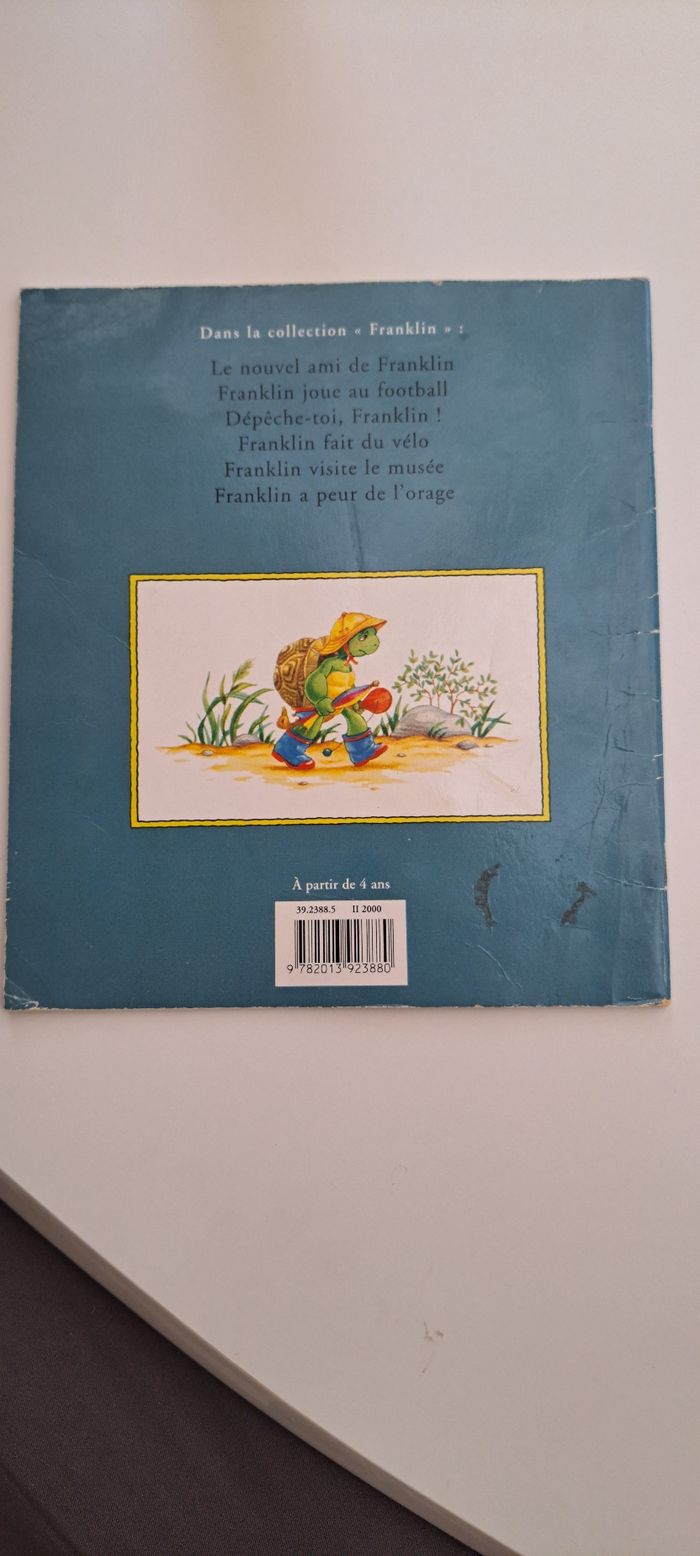 Dans la collection « Franklin » :
Le nouvel ami de Franklin
Franklin joue au football
Dépêche-toi, Franklin !
Franklin fait du vélo
Franklin visite le musée
Franklin a peur de l'orage
À partir de 4 ans
39.2388.5 II 2000
9 782013 923880